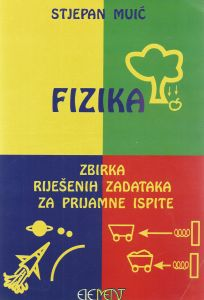 STJEPAN MUIĆ
FIZIKA
ZBIRKA
RIJEŠENIH ZADATAKA
ZA PRIJAMNE ISPITE
ELEMENT